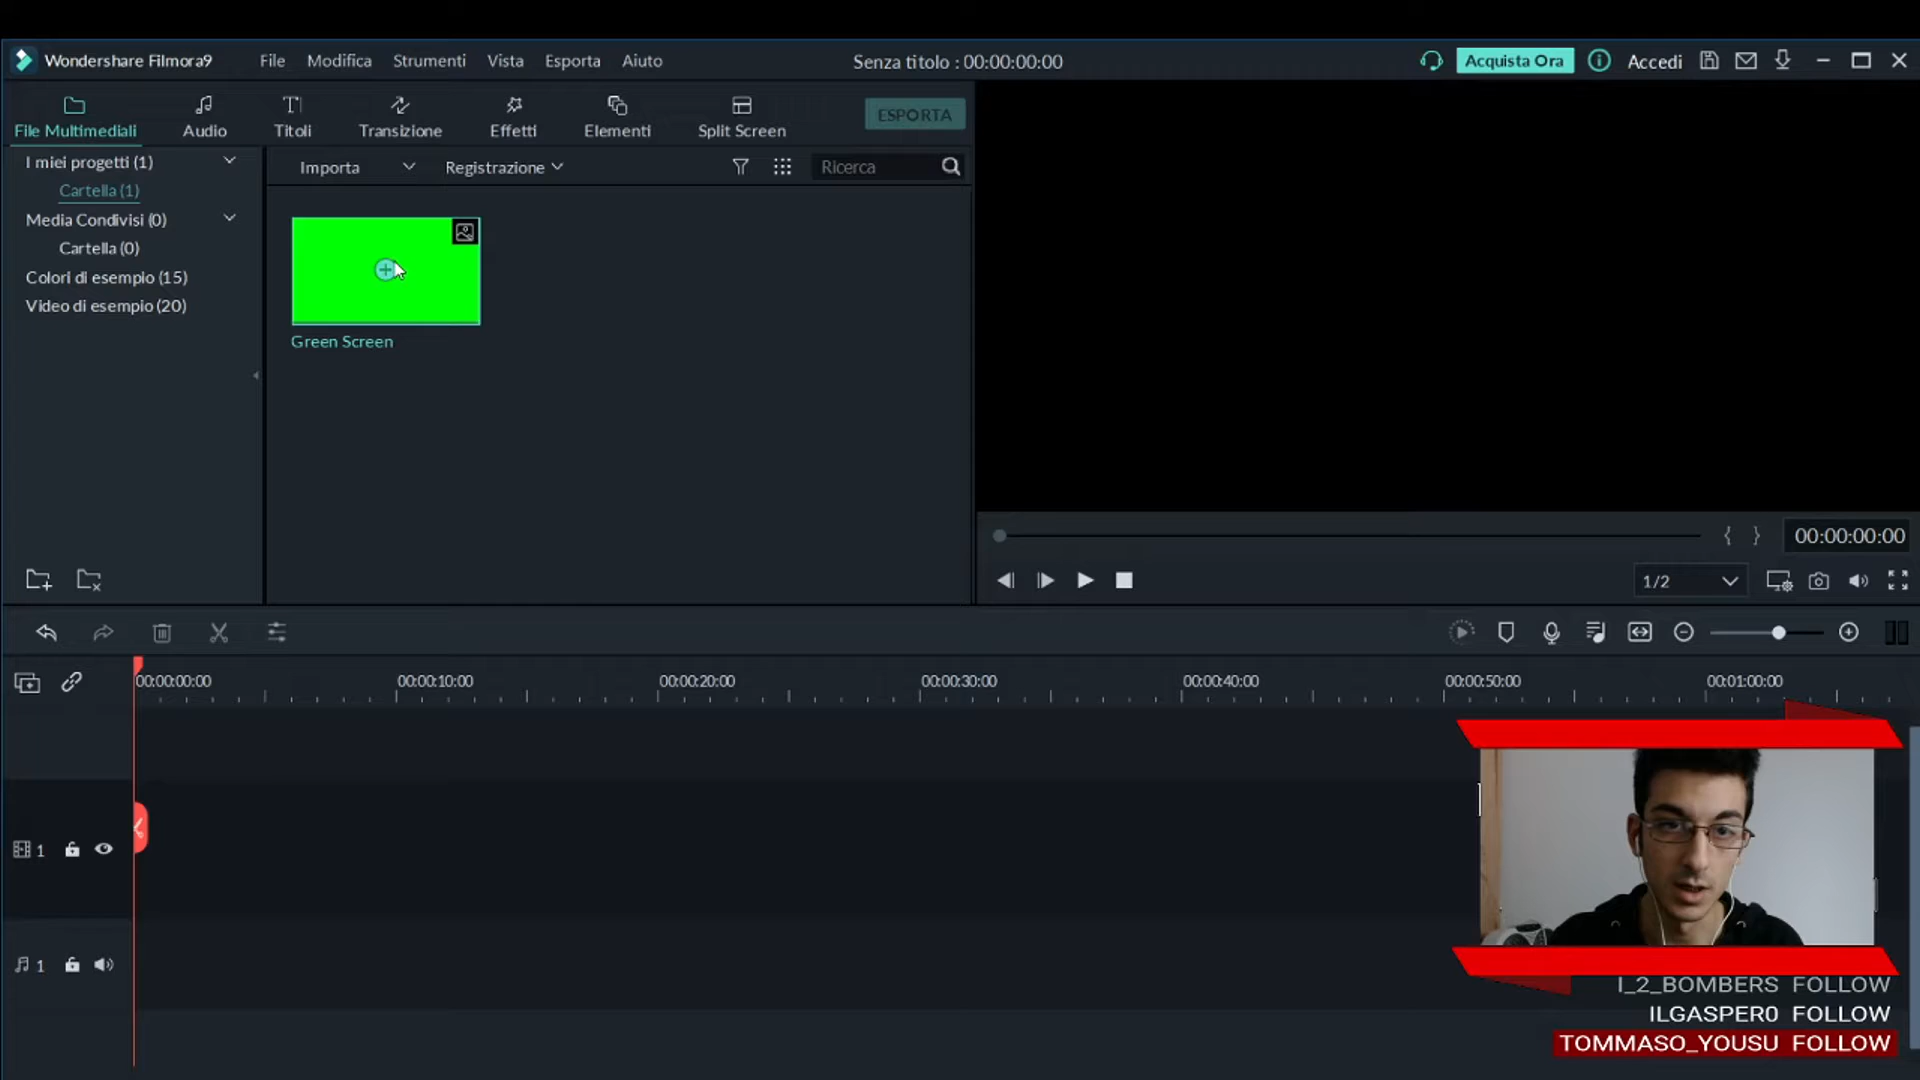 Wondershare Filmora9
File Modifica Strumenti Vista Esporta Aiuto
Senza titolo : 00:00:00:00
Acquista Ora
Accedi
File Multimediali
Audio
Titoli
Transizione
Effetti
Elementi
Split Screen
ESPORTA
I miei progetti (1)
Cartella (1)
Media Condivisi (0)
Cartella (0)
Colori di esempio (15)
Video di esempio (20)
Importa
Registrazione
Ricerca
Green Screen
00:00:00:00
1/2
00:00:00:00 00:00:10:00 00:00:20:00 00:00:30:00 00:00:40:00 00:00:50:00 00:01:00:00
1
1
I_2_BOMBERS FOLLOW
ILGASPER0 FOLLOW
TOMMASO_YOUSU FOLLOW